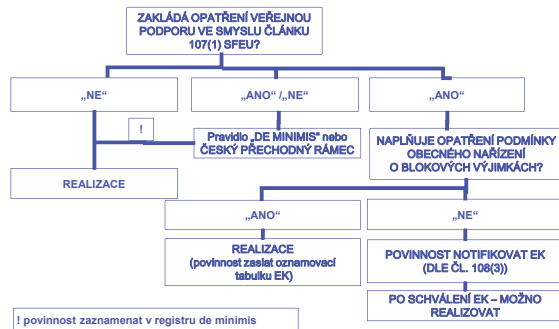 ZAKLÁDÁ OPATŘENÍ VEŘEJNOU
PODPORU VE SMYSLU ČLÁNKU
107(1) SFEU?
„NE“
„ANO“ /„NE“
„ANO“
!
Pravidlo „DE MINIMIS“ nebo
ČESKÝ PŘECHODNÝ RÁMEC
NAPLŇUJE OPATŘENÍ PODMÍNKY
OBECNÉHO NAŘÍZENÍ
O BLOKOVÝCH VÝJIMKÁCH?
REALIZACE
„ANO“
„NE“
REALIZACE
(povinnost zaslat oznamovací
tabulku EK)
POVINNOST NOTIFIKOVAT EK
(DLE ČL. 108(3))
PO SCHVÁLENÍ EK – MOŽNO
REALIZOVAT
! povinnost zaznamenat v registru de minimis